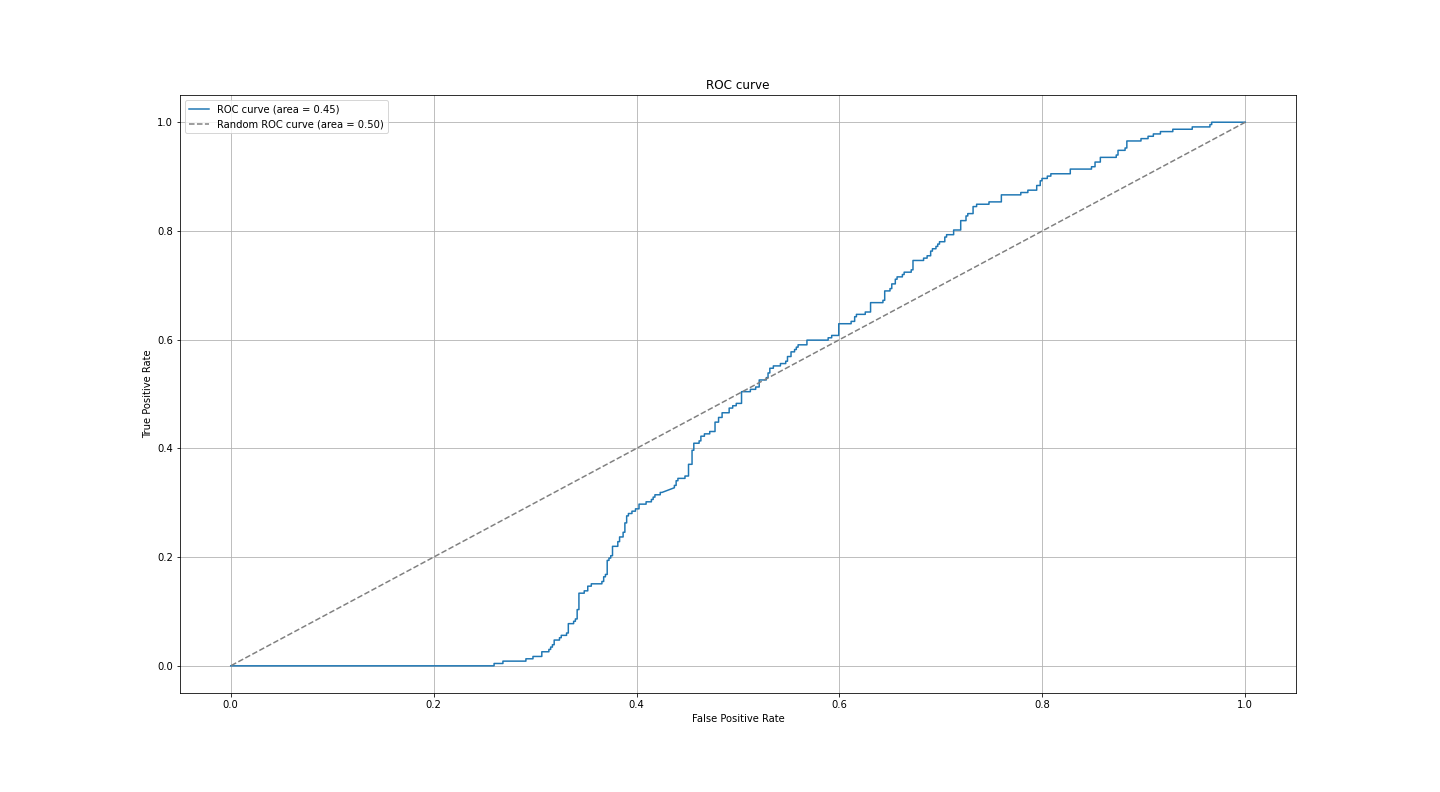 ROC curve
ROC curve (area = 0.45)
Random ROC curve (area = 0.50)
1.0
0.8
0.6
0.4
0.2
0.0
True Positive Rate
0.0 0.2 0.4 0.6 0.8 1.0
False Positive Rate